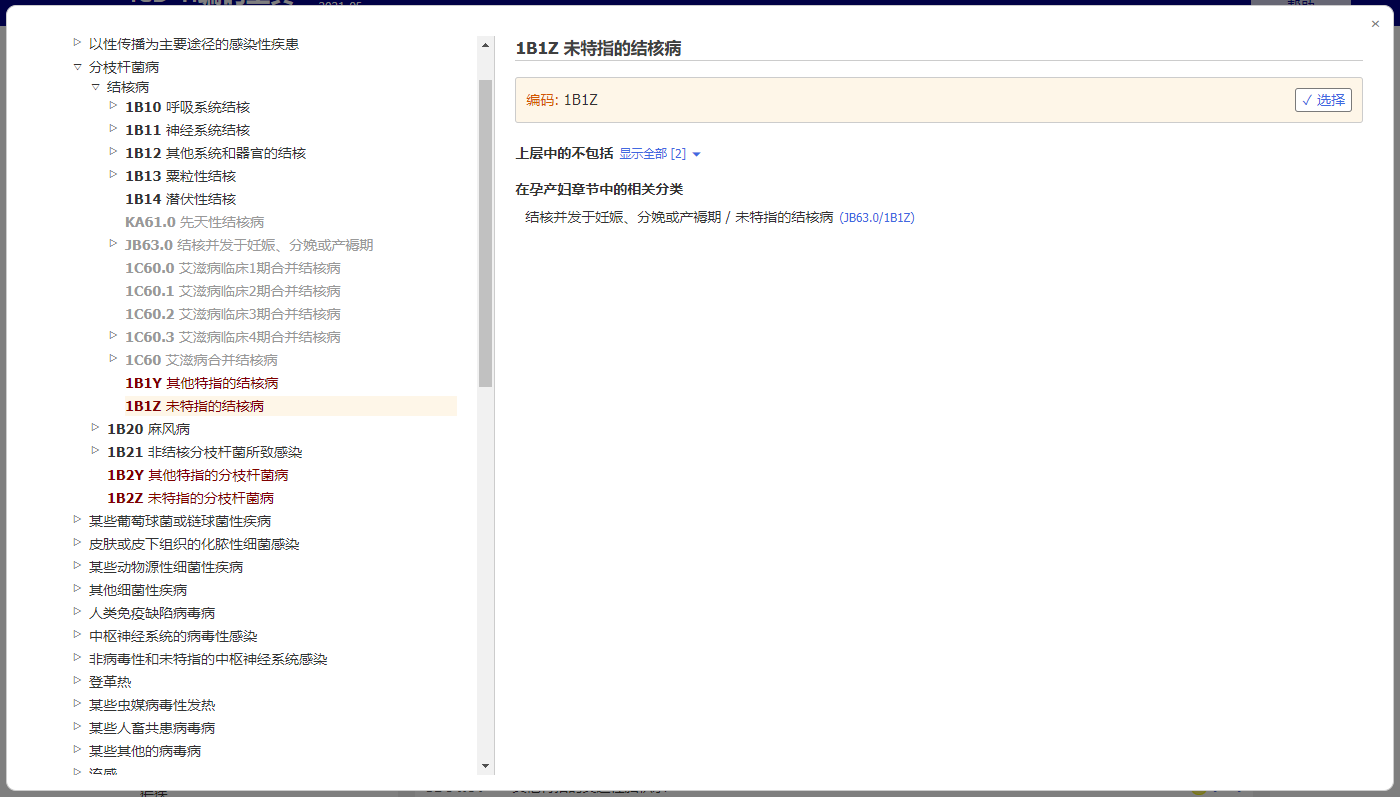 2021-05
帮助
×
以性传播为主要途径的感染性疾患
分枝杆菌病
结核病
1B10 呼吸系统结核
1B11 神经系统结核
1B12 其他系统和器官的结核
1B13 粟粒性结核
1B14 潜伏性结核
KA61.0 先天性结核病
JB63.0 结核并发于妊娠、分娩或产褥期
1C60.0 艾滋病临床1期合并结核病
1C60.1 艾滋病临床2期合并结核病
1C60.2 艾滋病临床3期合并结核病
1C60.3 艾滋病临床4期合并结核病
1C60 艾滋病合并结核病
1B1Y 其他特指的结核病
1B1Z 未特指的结核病
1B20 麻风病
1B21 非结核分枝杆菌所致感染
1B2Y 其他特指的分枝杆菌病
1B2Z 未特指的分枝杆菌病
某些葡萄球菌或链球菌性疾病
皮肤或皮下组织的化脓性细菌感染
某些动物源性细菌性疾病
其他细菌性疾病
人类免疫缺陷病毒病
中枢神经系统的病毒性感染
非病毒性和未特指的中枢神经系统感染
登革热
某些虫媒病毒性发热
某些人畜共患病毒病
某些其他的病毒病
流感
1B1Z 未特指的结核病
编码: 1B1Z
✓ 选择
上层中的不包括 显示全部 [2]
在孕产妇章节中的相关分类
结核并发于妊娠、分娩或产褥期 / 未特指的结核病 (JB63.0/1B1Z)